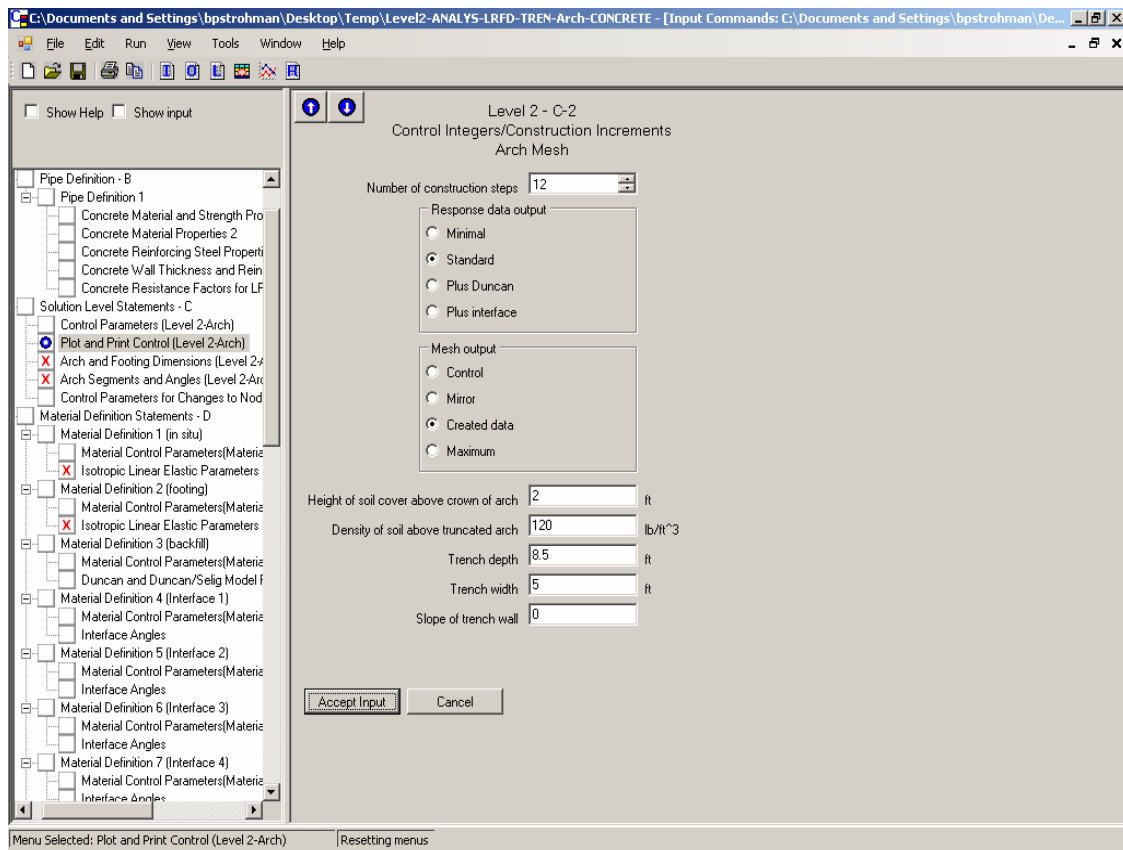 C:\Documents and Settings\bpstrohman\Desktop\Temp\Level2-ANALYS-LRFD-TREN-Arch-CONCRETE - [Input Commands: C:\Documents and Settings\bpstrohman\De...
File Edit Run View Tools Window Help
Show Help Show input
Pipe Definition - B
Pipe Definition 1
Concrete Material and Strength Pro
Concrete Material Properties 2
Concrete Reinforcing Steel Properti
Concrete Wall Thickness and Rein
Concrete Resistance Factors for LF
Solution Level Statements - C
Control Parameters (Level 2-Arch)
Plot and Print Control (Level 2-Arch)
X Arch and Footing Dimensions (Level 2-A
X Arch Segments and Angles (Level 2-Arc
Control Parameters for Changes to Nod
Material Definition Statements - D
Material Definition 1 (in situ)
Material Control Parameters(Materia
X Isotropic Linear Elastic Parameters
Material Definition 2 (footing)
Material Control Parameters(Materia
X Isotropic Linear Elastic Parameters
Material Definition 3 (backfill)
Material Control Parameters(Materia
Duncan and Duncan/Selig Model F
Material Definition 4 (Interface 1)
Material Control Parameters(Materia
Interface Angles
Material Definition 5 (Interface 2)
Material Control Parameters(Materia
Interface Angles
Material Definition 6 (Interface 3)
Material Control Parameters(Materia
Interface Angles
Material Definition 7 (Interface 4)
Material Control Parameters(Materia
Interface Angles
Level 2 - C-2
Control Integers/Construction Increments
Arch Mesh
Number of construction steps 12
Response data output
Minimal
Standard
Plus Duncan
Plus interface
Mesh output
Control
Mirror
Created data
Maximum
Height of soil cover above crown of arch 2 ft
Density of soil above truncated arch 120 lb/ft^3
Trench depth 8.5 ft
Trench width 5 ft
Slope of trench wall 0
Accept Input Cancel
Menu Selected: Plot and Print Control (Level 2-Arch) Resetting menus